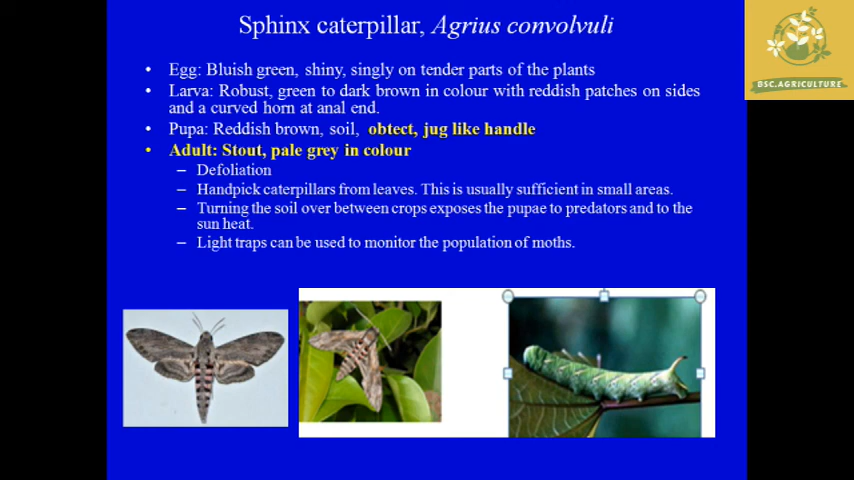 Sphinx caterpillar, Agrius convolvuli
BSC.AGRICULTURE
• Egg: Bluish green, shiny, singly on tender parts of the plants
• Larva: Robust, green to dark brown in colour with reddish patches on sides
and a curved horn at anal end.
• Pupa: Reddish brown, soil, obtect, jug like handle
• Adult: Stout, pale grey in colour
– Defoliation
– Handpick caterpillars from leaves. This is usually sufficient in small areas.
– Turning the soil over between crops exposes the pupae to predators and to the
sun heat.
– Light traps can be used to monitor the population of moths.